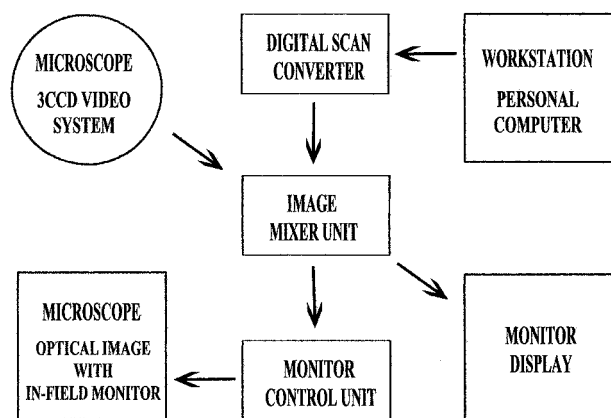 MICROSCOPE
3CCD VIDEO
SYSTEM
DIGITAL SCAN
CONVERTER
WORKSTATION
PERSONAL
COMPUTER
IMAGE
MIXER UNIT
MICROSCOPE
OPTICAL IMAGE
WITH
IN-FIELD MONITOR
MONITOR
CONTROL UNIT
MONITOR
DISPLAY